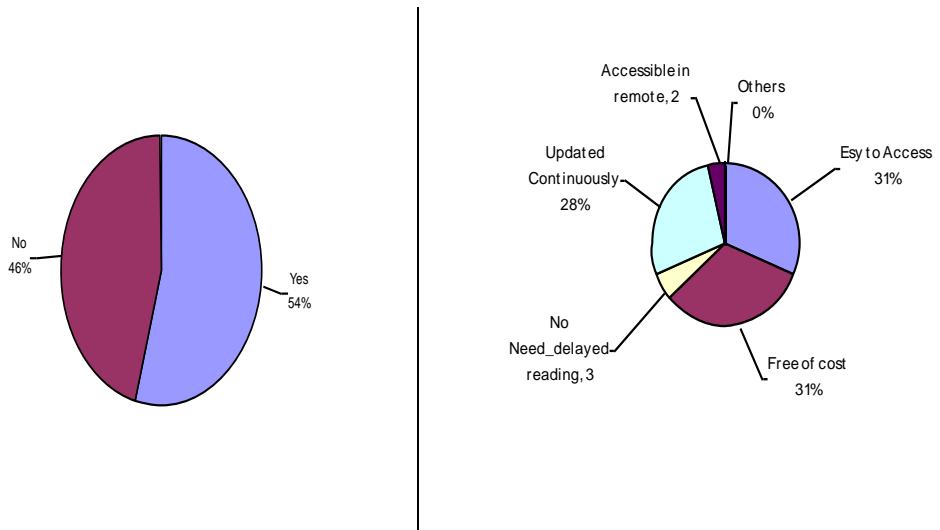 No
46%
Yes
54%
Accessible in
remote, 2
Others
0%
Updated
Continuously
28%
Esy to Access
31%
No
Need_delayed
reading, 3
Free of cost
31%